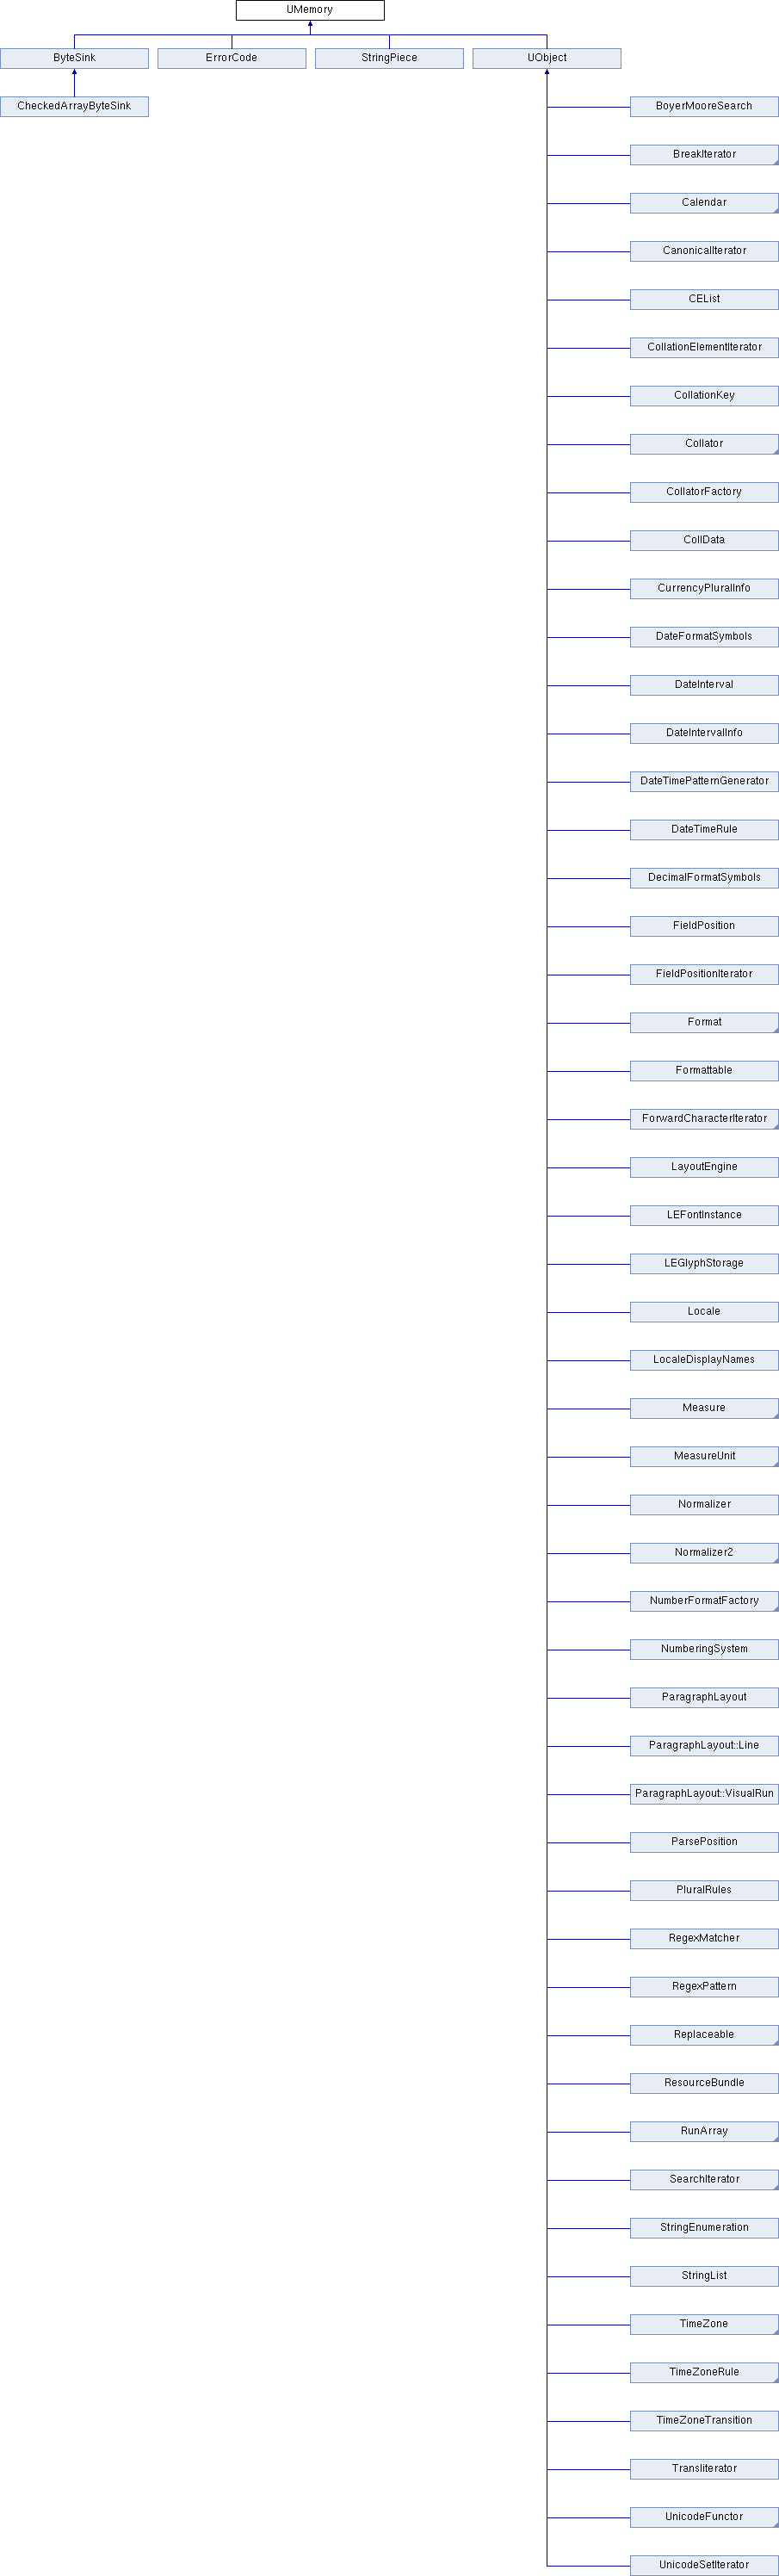 UMemory
ByteSink
ErrorCode
StringPiece
UObject
CheckedArrayByteSink
BoyerMooreSearch
BreakIterator
Calendar
CanonicalIterator
CEList
CollationElementIterator
CollationKey
Collator
CollatorFactory
CollData
CurrencyPluralInfo
DateFormatSymbols
DateInterval
DateIntervalInfo
DateTimePatternGenerator
DateTimeRule
DecimalFormatSymbols
FieldPosition
FieldPositionIterator
Format
Formattable
ForwardCharacterIterator
LayoutEngine
LEFontInstance
LEGlyphStorage
Locale
LocaleDisplayNames
Measure
MeasureUnit
Normalizer
Normalizer2
NumberFormatFactory
NumberingSystem
ParagraphLayout
ParagraphLayout::Line
ParagraphLayout::VisualRun
ParsePosition
PluralRules
RegexMatcher
RegexPattern
Replaceable
ResourceBundle
RunArray
SearchIterator
StringEnumeration
StringList
TimeZone
TimeZoneRule
TimeZoneTransition
Transliterator
UnicodeFunctor
UnicodeSetIterator